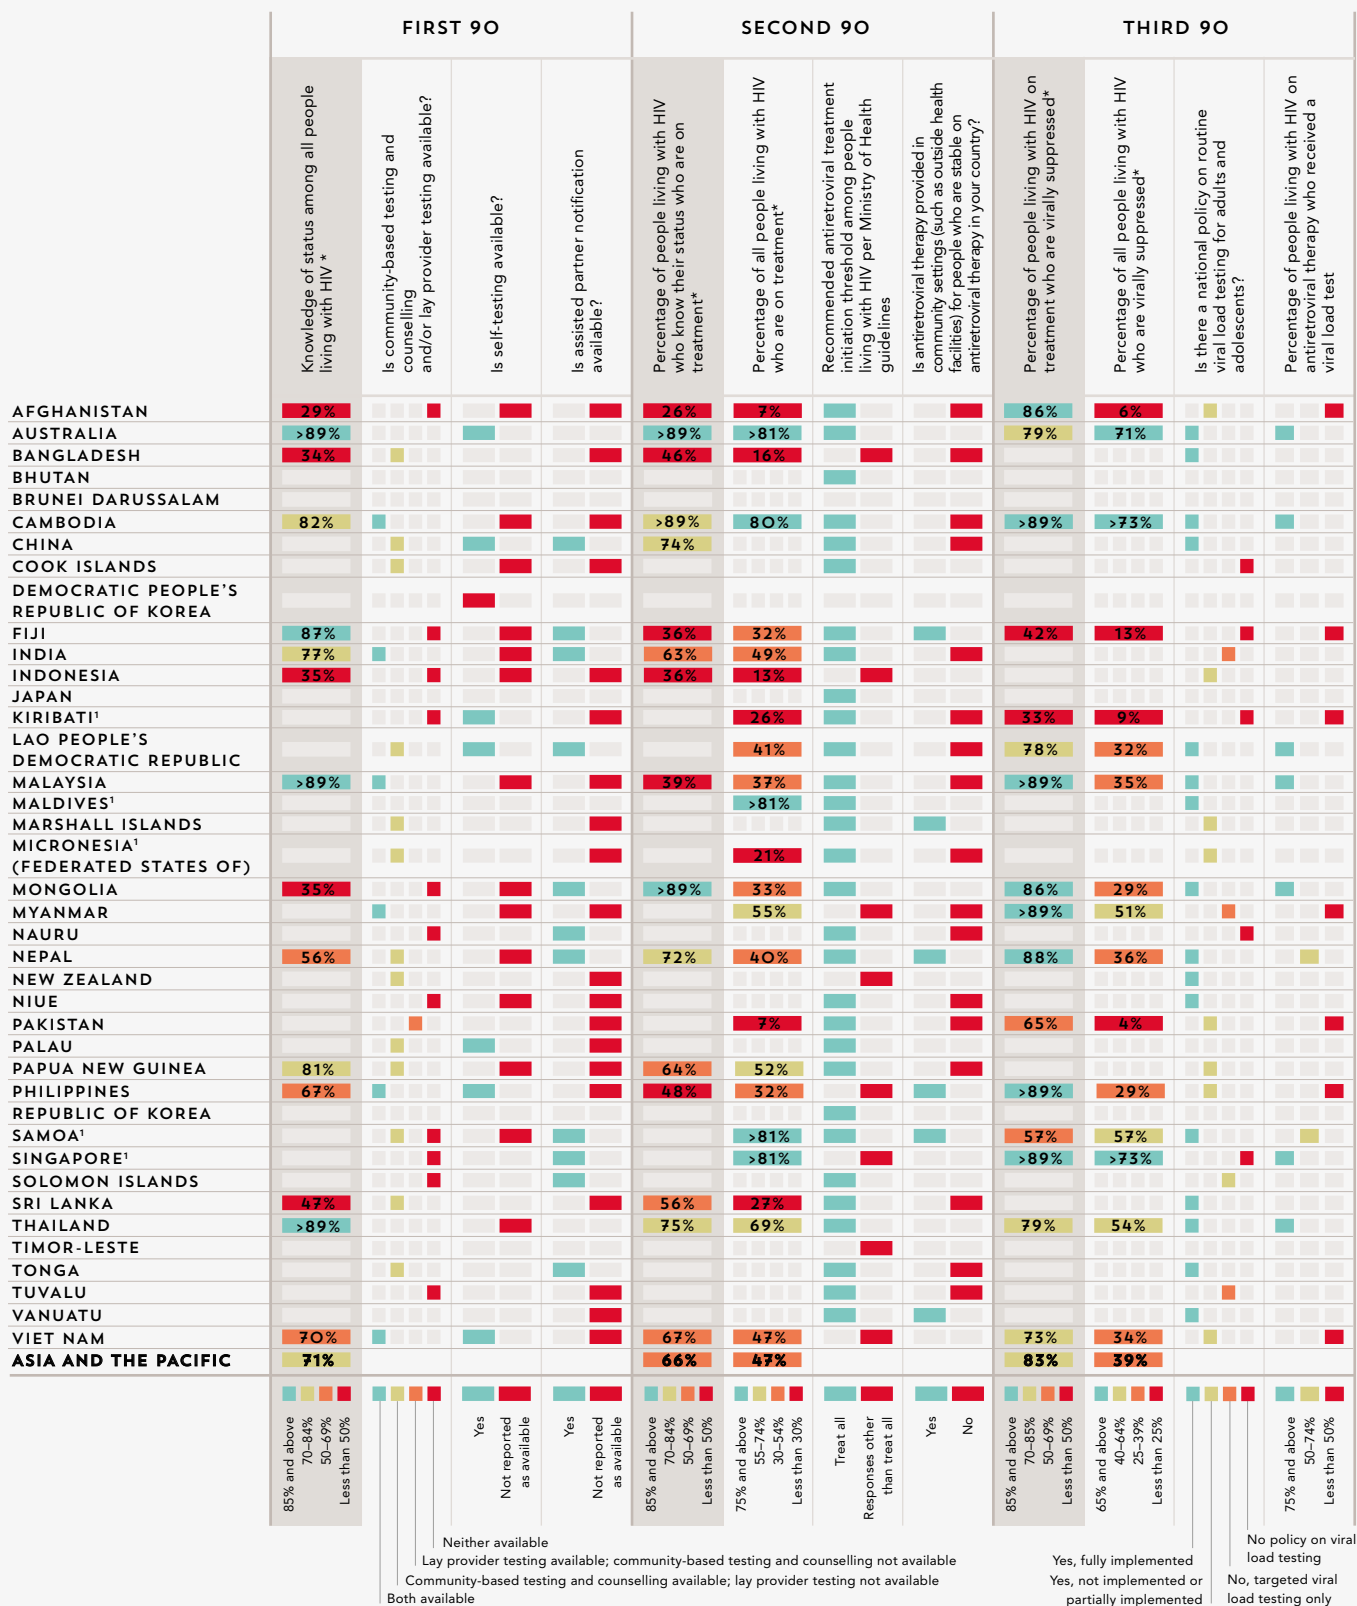 FIRST 90
SECOND 90
THIRD 90
Knowledge of status among all people
living with HIV *
Is community-based testing and
counselling
and/or lay provider testing available?
Is self-testing available?
Is assisted partner notification
available?
Percentage of people living with HIV
who know their status who are on
treatment*
Percentage of all people living with HIV
who are on treatment*
Recommended antiretroviral treatment
initiation threshold among people
living with HIV per Ministry of Health
guidelines
Is antiretroviral therapy provided in
community settings (such as outside health
facilities) for people who are stable on
antiretroviral therapy in your country?
Percentage of people living with HIV on
treatment who are virally suppressed*
Percentage of all people living with HIV
who are virally suppressed*
Is there a national policy on routine
viral load testing for adults and
adolescents?
Percentage of people living with HIV on
antiretroviral therapy who received a
viral load test
AFGHANISTAN 29% 26% 7% 86% 6%
AUSTRALIA >89% >89% >81% 79% 71%
BANGLADESH 34% 46% 16%
BHUTAN
BRUNEI DARUSSALAM
CAMBODIA 82% >89% 80% >89% >73%
CHINA 74%
COOK ISLANDS
DEMOCRATIC PEOPLE'S
REPUBLIC OF KOREA
FIJI 87% 36% 32% 42% 13%
INDIA 77% 63% 49%
INDONESIA 35% 36% 13%
JAPAN
KIRIBATI¹ 26% 33% 9%
LAO PEOPLE'S
DEMOCRATIC REPUBLIC 41% 78% 32%
MALAYSIA >89% 39% 37% >89% 35%
MALDIVES¹ >81%
MARSHALL ISLANDS
MICRONESIA¹
(FEDERATED STATES OF) 21%
MONGOLIA 35% >89% 33% 86% 29%
MYANMAR 55% >89% 51%
NAURU
NEPAL 56% 72% 40% 88% 36%
NEW ZEALAND
NIUE
PAKISTAN 7% 65% 4%
PALAU
PAPUA NEW GUINEA 81% 64% 52%
PHILIPPINES 67% 48% 32% >89% 29%
REPUBLIC OF KOREA
SAMOA¹ >81% 57% 57%
SINGAPORE¹ >81% >89% >73%
SOLOMON ISLANDS
SRI LANKA 47% 56% 27%
THAILAND >89% 75% 69% 79% 54%
TIMOR-LESTE
TONGA
TUVALU
VANUATU
VIET NAM 70% 67% 47% 73% 34%
ASIA AND THE PACIFIC 71% 66% 47% 83% 39%
85% and above
70–84%
50–69%
Less than 50%
Yes
Not reported
as available
Yes
Not reported
as available
85% and above
70–84%
50–69%
Less than 50%
75% and above
55–74%
30–54%
Less than 30%
Treat all
Responses other
than treat all
Yes
No
85% and above
70–85%
50–69%
Less than 50%
65% and above
40–64%
25–39%
Less than 25%
75% and above
50–74%
Less than 50%
Neither available
Lay provider testing available; community-based testing and counselling not available
Community-based testing and counselling available; lay provider testing not available
Both available
Yes, fully implemented
Yes, not implemented or
partially implemented
No policy on viral
load testing
No, targeted viral
load testing only